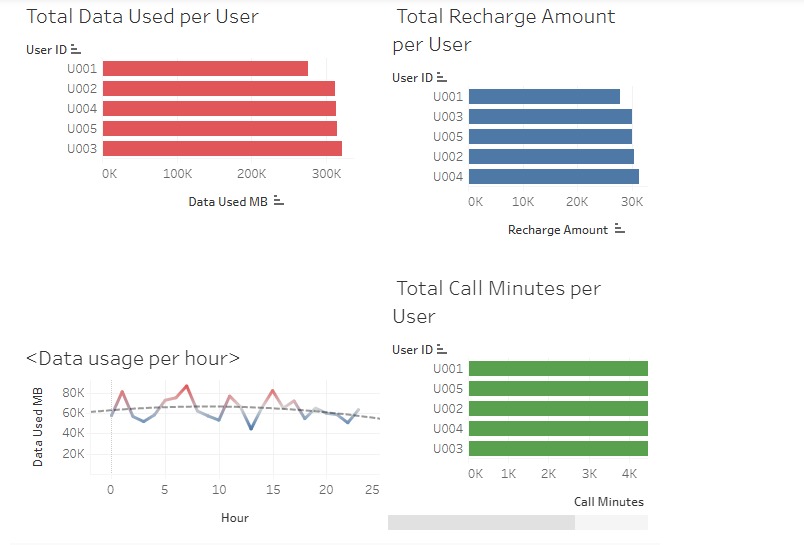 Total Data Used per User
User ID
U001
U002
U004
U005
U003
0K 100K 200K 300K
Data Used MB
Total Recharge Amount
per User
User ID
U001
U003
U005
U002
U004
0K 10K 20K 30K
Recharge Amount
<Data usage per hour>
Data Used MB
80K
60K
40K
20K
0 5 10 15 20 25
Hour
Total Call Minutes per
User
User ID
U001
U005
U002
U004
U003
0K 1K 2K 3K 4K
Call Minutes